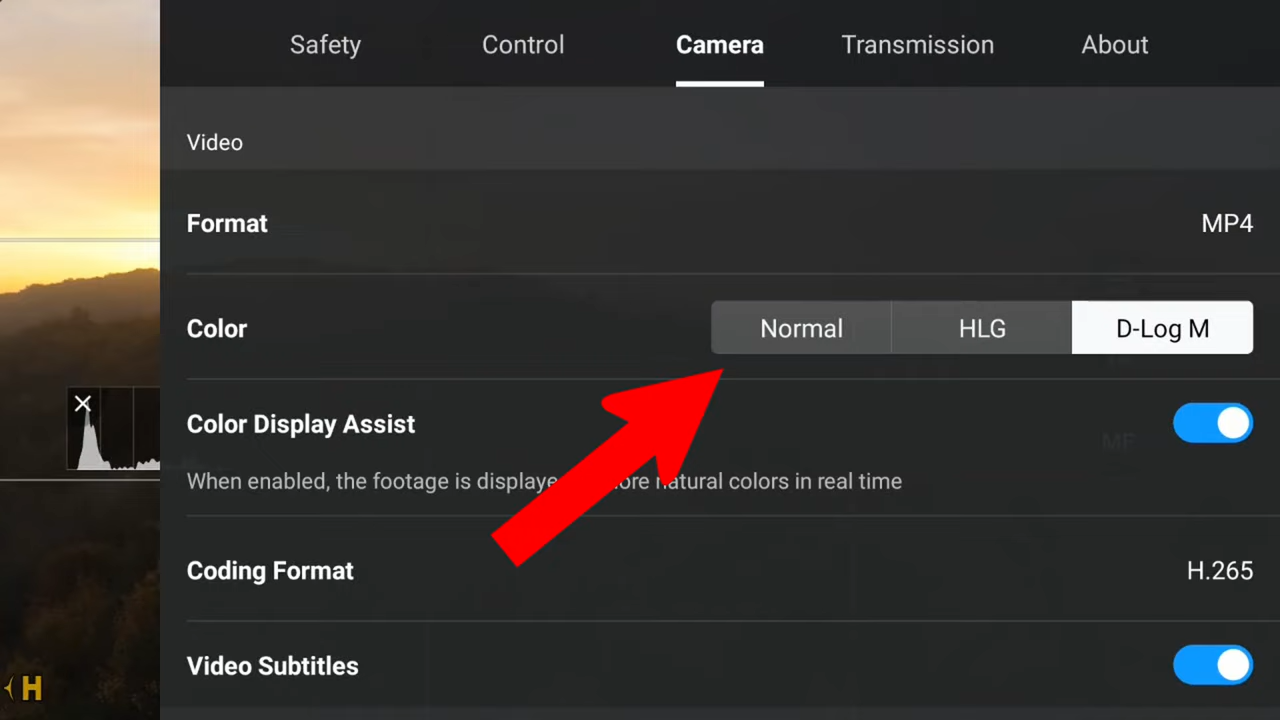 Safety Control Camera Transmission About
Video
Format MP4
Color Normal HLG D-Log M
Color Display Assist
MF
When enabled, the footage is displaye ore natural colors in real time
Coding Format H.265
Video Subtitles
H